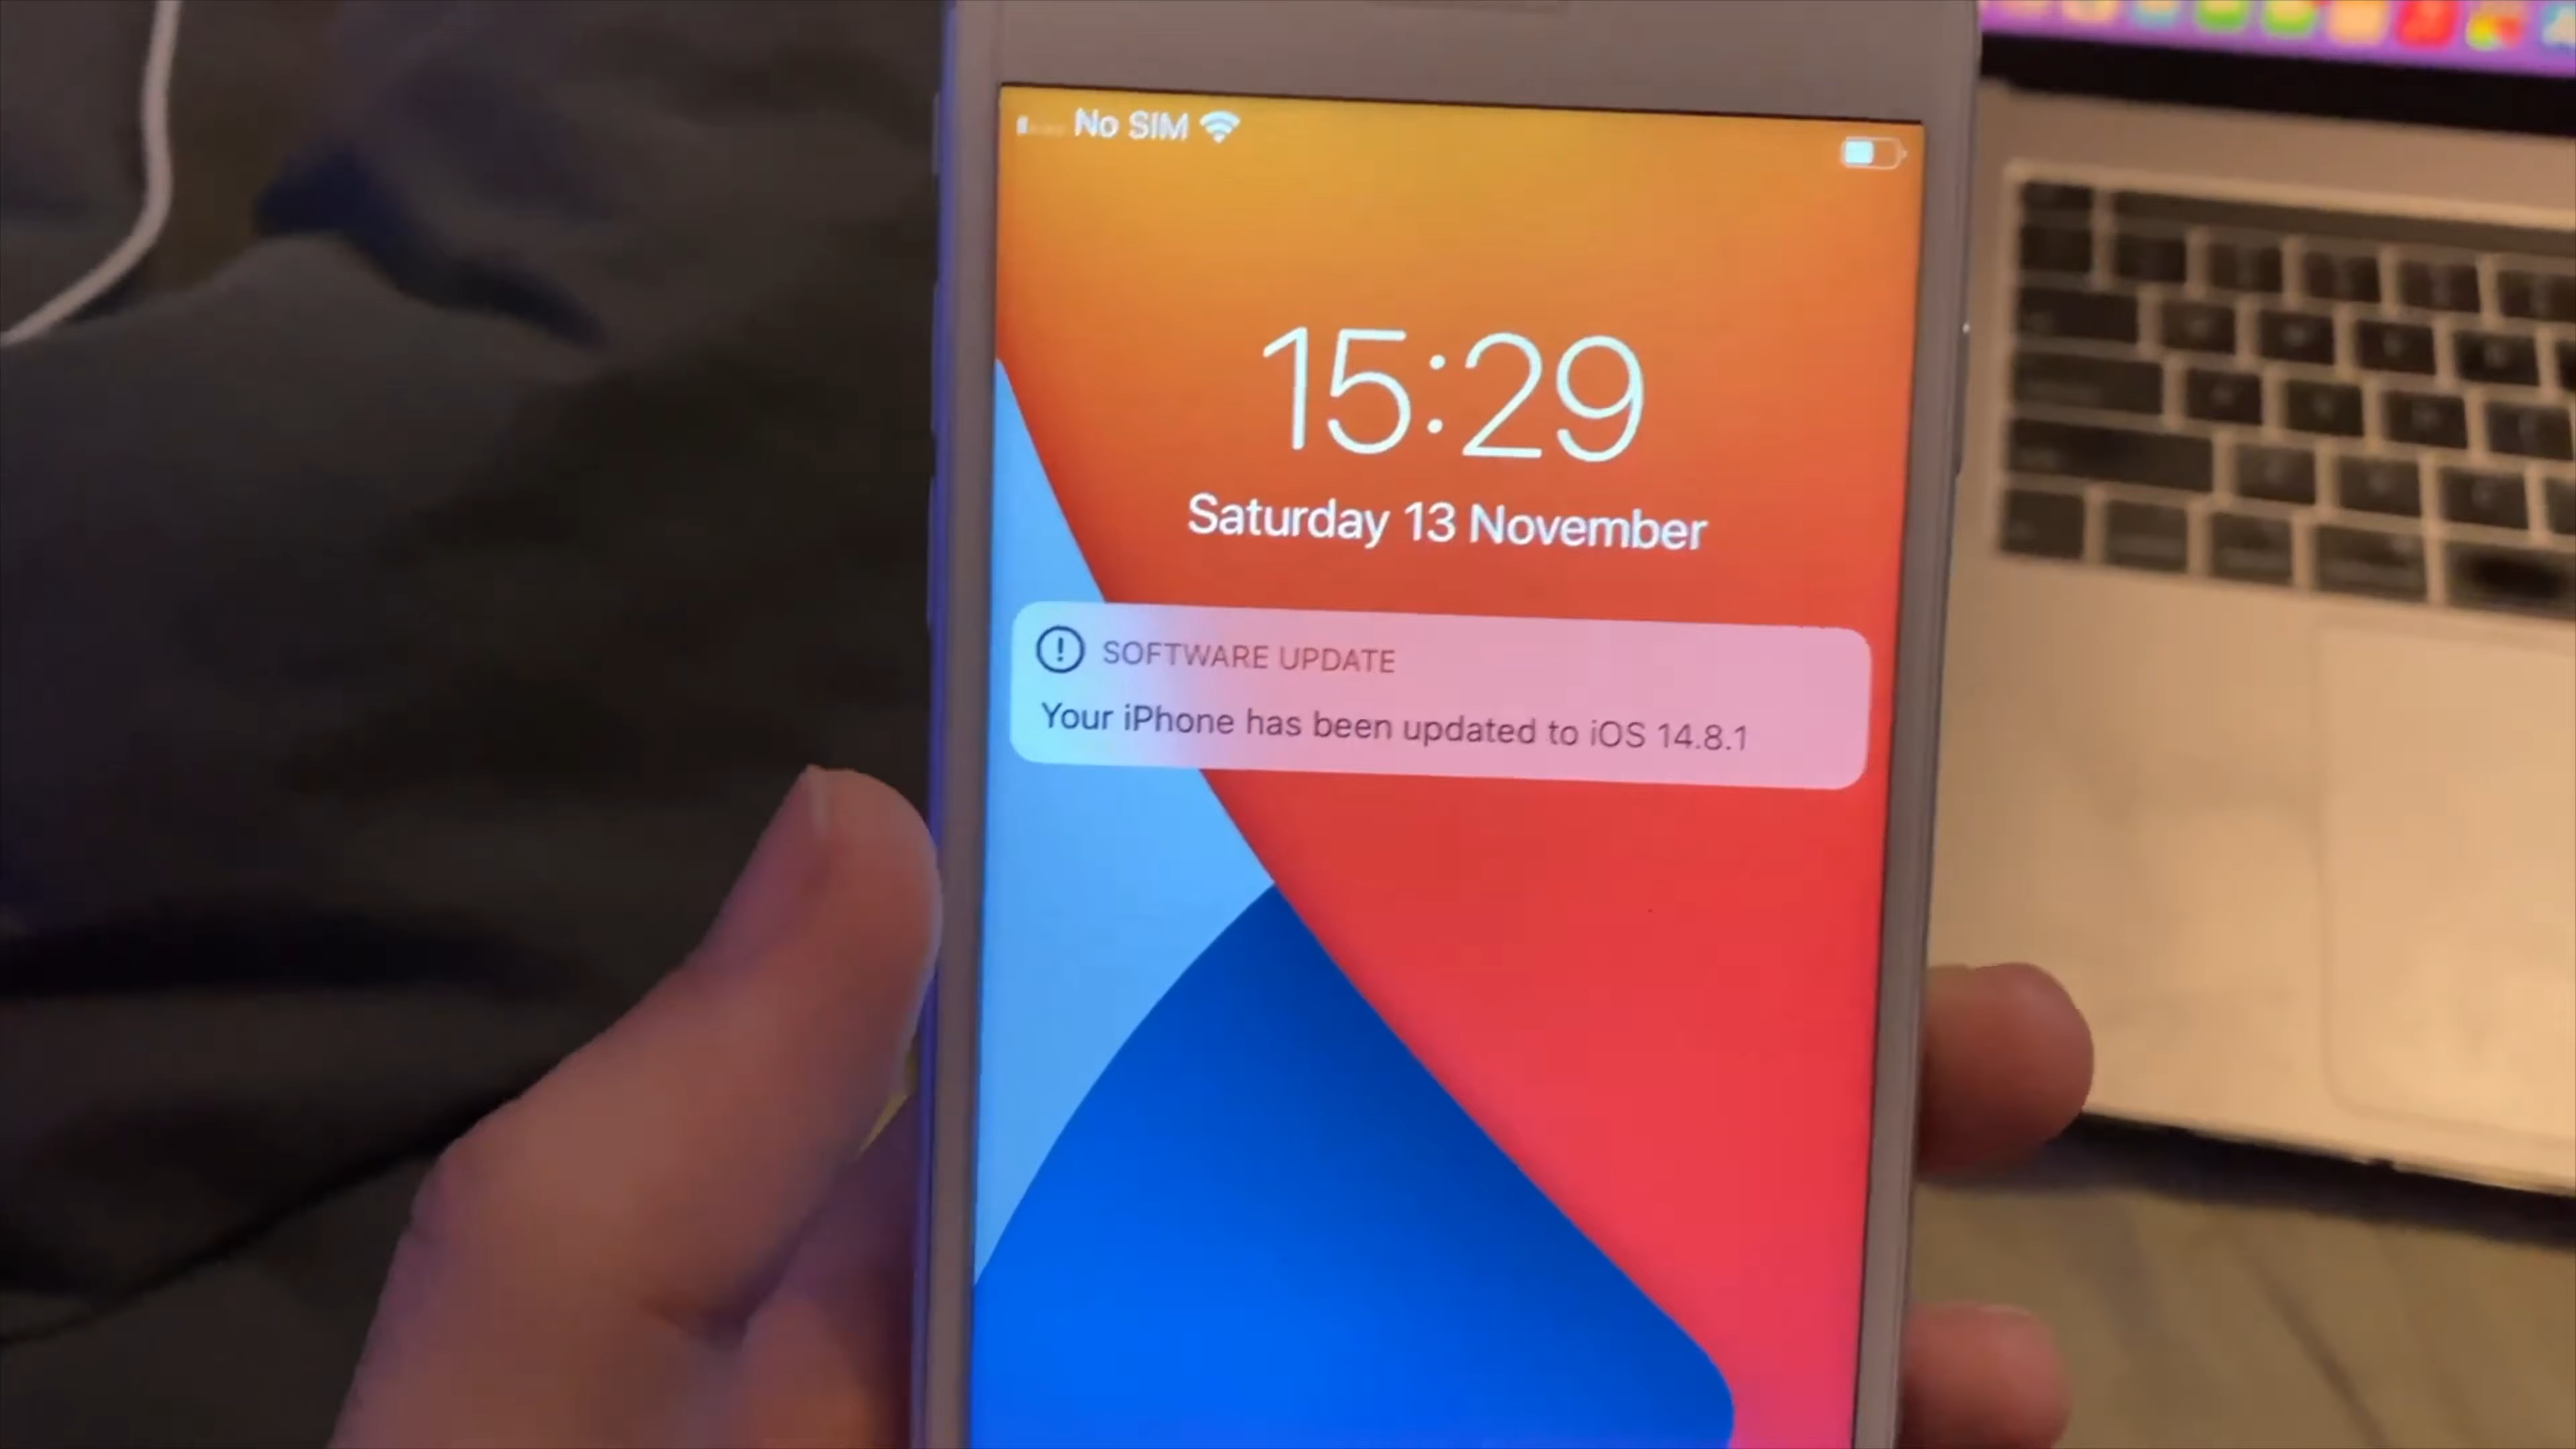 No SIM
15:29
Saturday 13 November
SOFTWARE UPDATE
Your iPhone has been updated to iOS 14.8.1